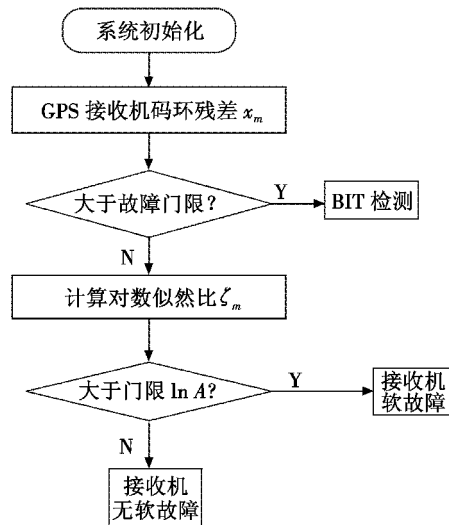 系统初始化
GPS 接收机码环残差 x_m
大于故障门限?
Y
BIT 检测
N
计算对数似然比 ζ_m
大于门限 ln A?
Y
接收机
软故障
N
接收机
无软故障